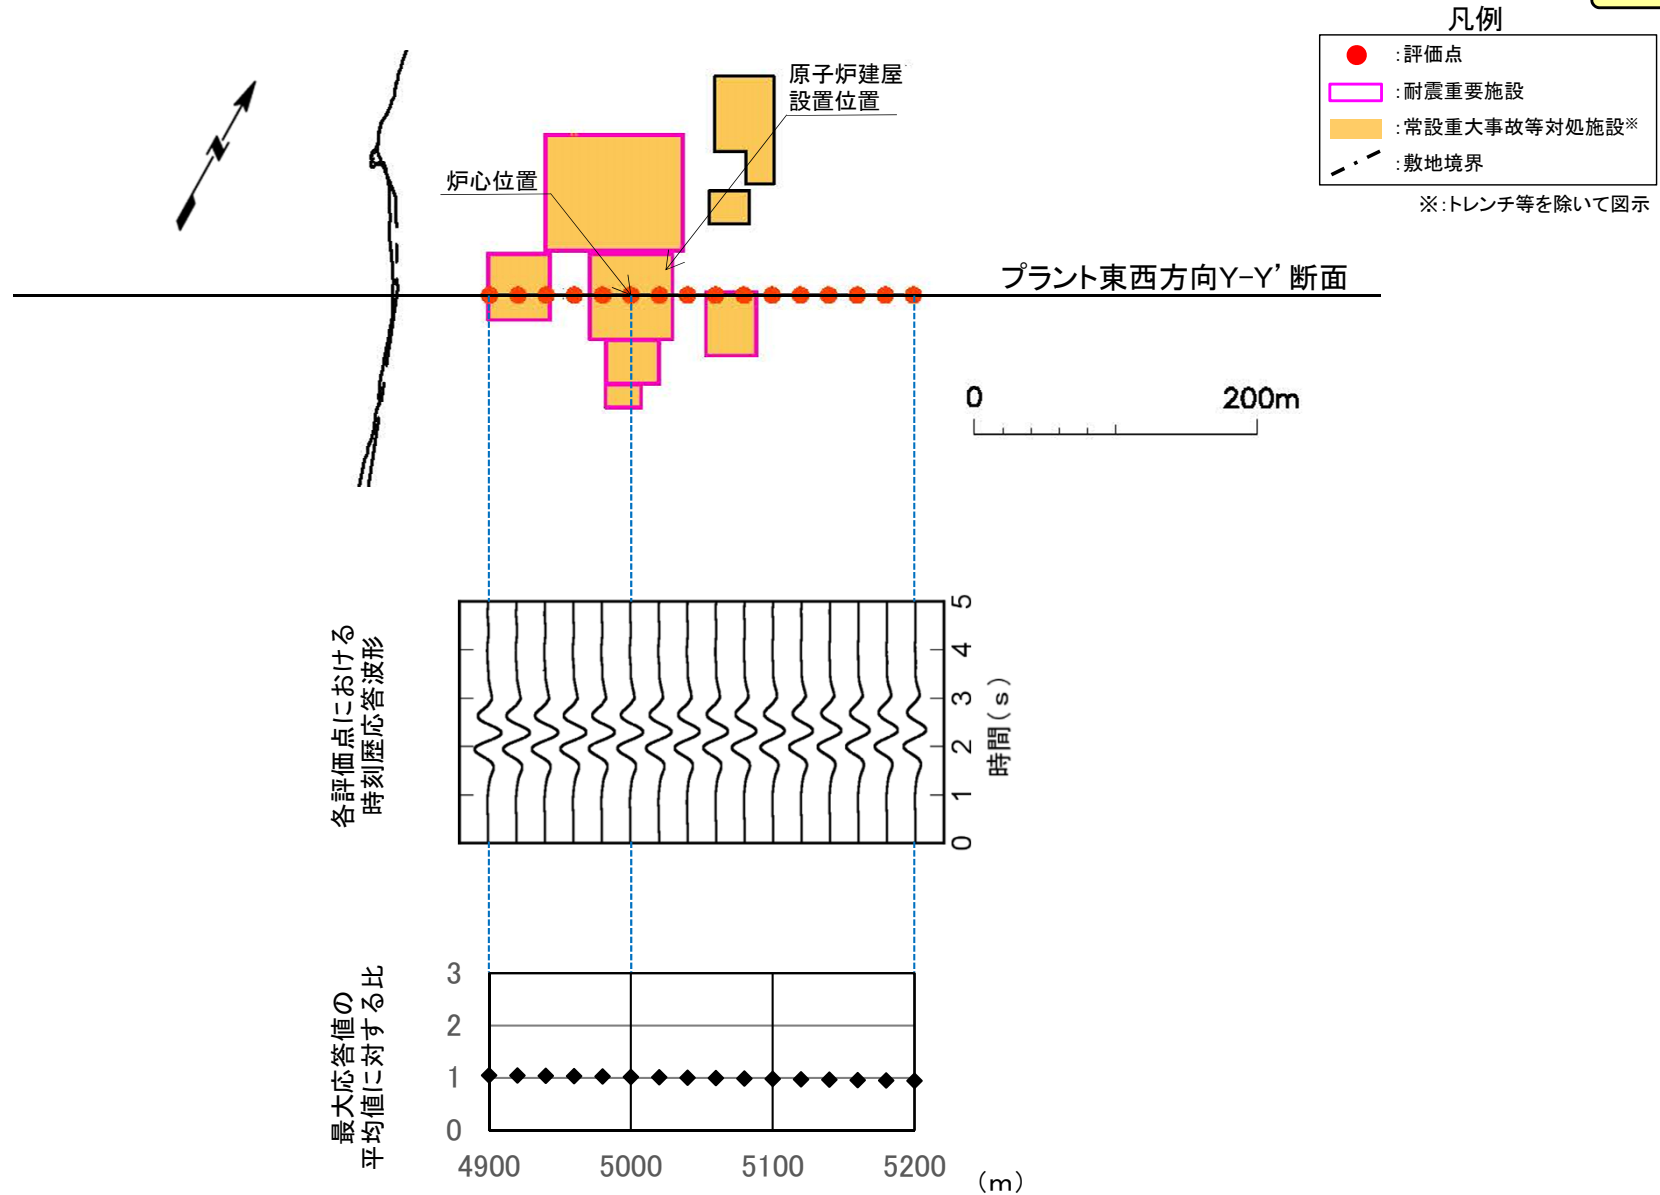 凡例
:評価点
:耐震重要施設
:常設重大事故等対処施設※
:敷地境界
※:トレンチ等を除いて図示
原子炉建屋
設置位置
炉心位置
N
プラント東西方向Y-Y’断面
0
200m
各評価点における
時刻歴応答波形
5
4
3
2
1
0
時間(s)
最大応答値の
平均値に対する比
3
2
1
0
4900
5000
5100
5200
(m)